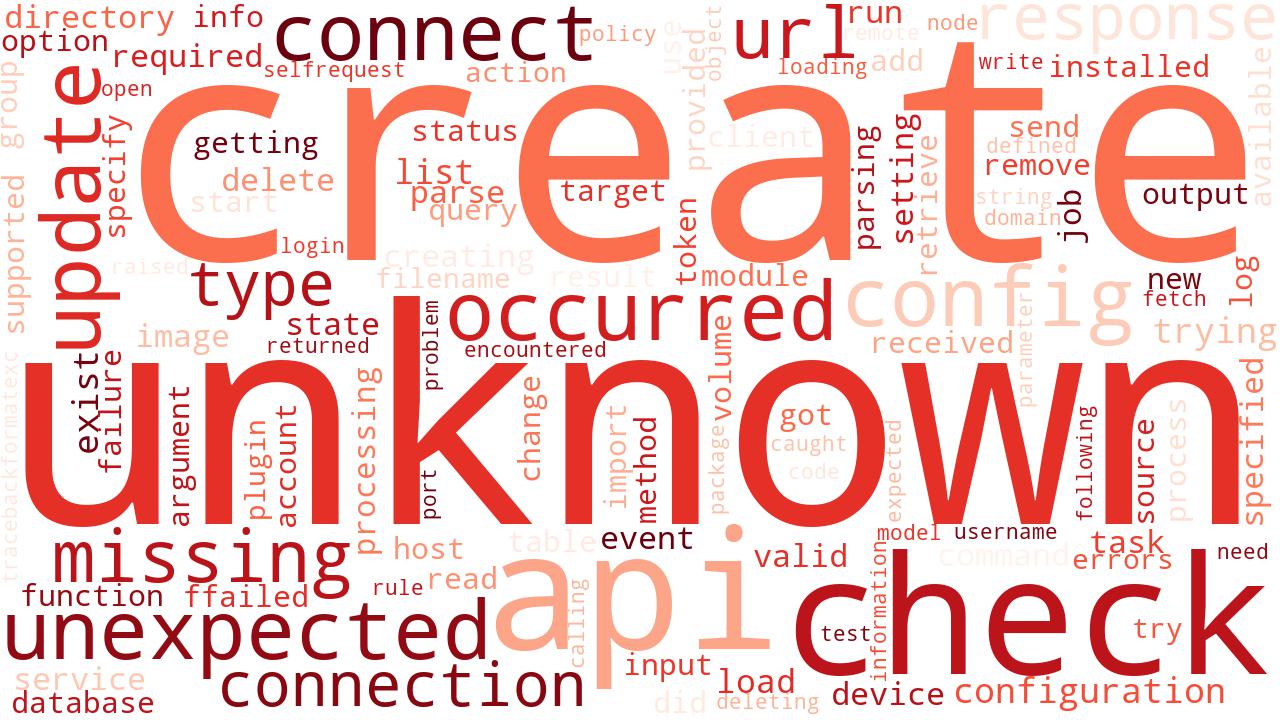 directory
info
connect
policy
url
run
node
response
option
required
selfrequest
action
use
object
remote
loading
add
write
installed
group
open
update
specify
create
getting
status
provided
client
parsing
setting
retrieve
send
defined
remove
available
delete
list
parse
target
query
start
string
domain
job
output
supported
login
raised
creating
filename
result
token
module
type
occurred
config
new
fetch
log
image
state
returned
problem
encountered
volume
received
parameter
trying
tracebackformatexc
exist
failure
unknown
argument
plugin
account
processing
port
change
import
method
package
got
caught
code
expected
following
source
process
specified
missing
host
table
event
valid
model
username
command
task
errors
need
function
ffailed
rule
read
api
calling
check
unexpected
test
information
try
service
connection
input
load
did
deleting
device
configuration
database